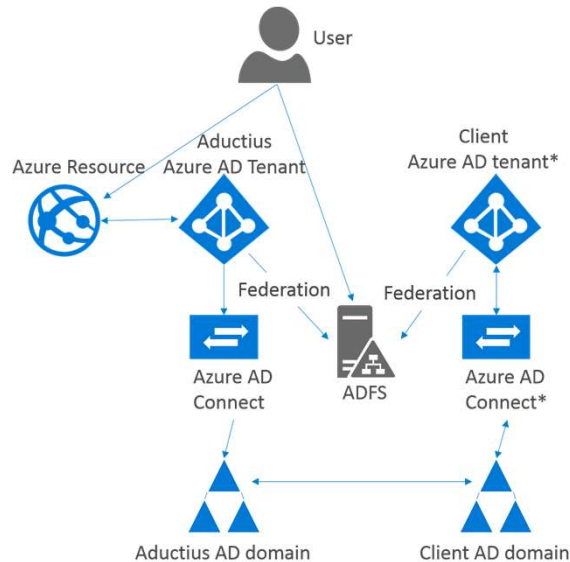 User
Azure Resource
Aductius
Azure AD Tenant
Client
Azure AD tenant*
Federation
Federation
Azure AD
Connect
ADFS
Azure AD
Connect*
Aductius AD domain
Client AD domain